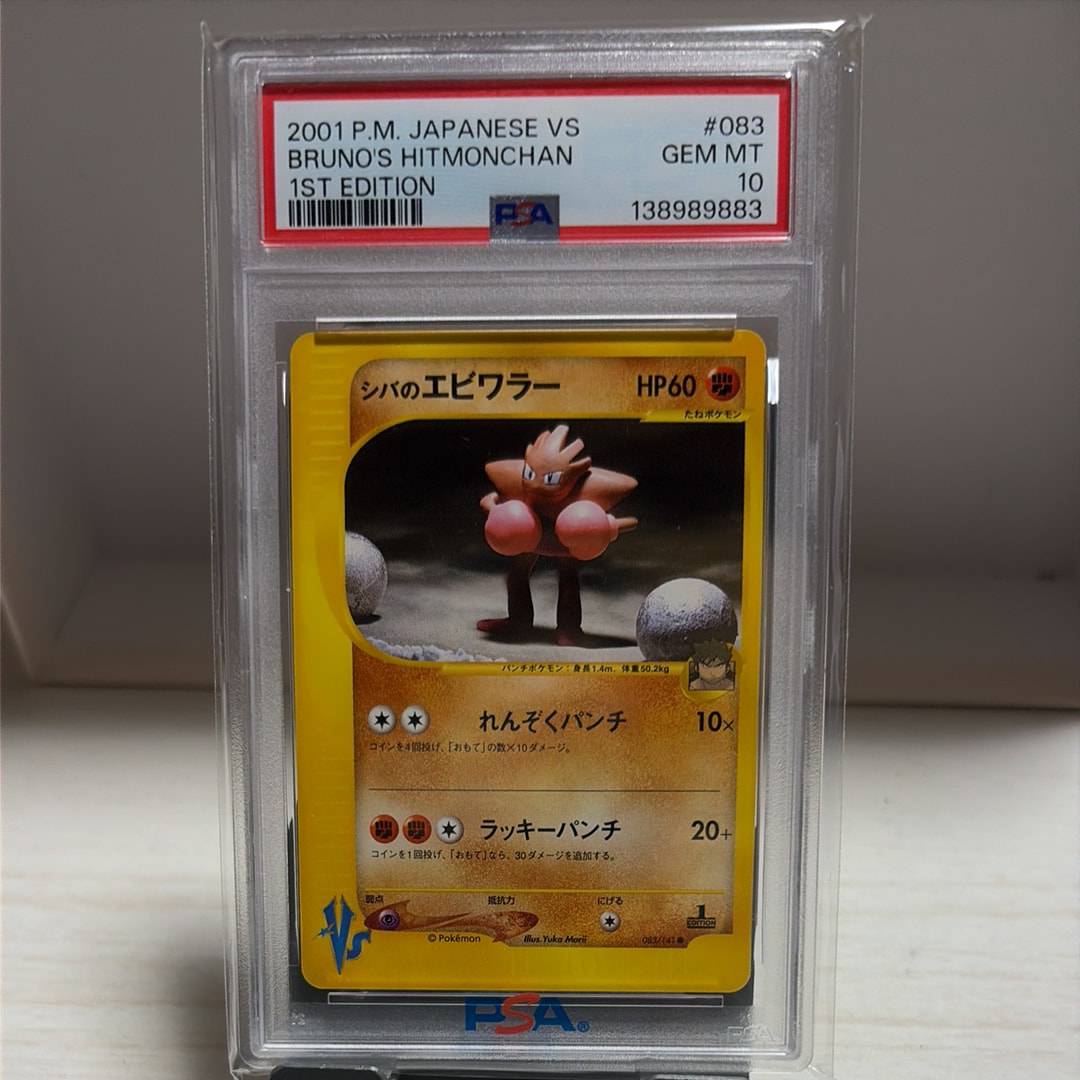 2001 P.M. JAPANESE VS #083
BRUNO'S HITMONCHAN GEM MT
1ST EDITION 10
PSA 138989883
シバのエビワラー HP60
たねポケモン
パンチポケモン：身長1.4m、体重50.2kg
れんぞくパンチ 10×
コインを4回投げ、「おもて」の数×10ダメージ。
ラッキーパンチ 20+
コインを1回投げ、「おもて」なら、30ダメージを追加する。
弱点 抵抗力 にげる
1
EDITION
VS
©Pokémon Illus. Yuka Morii 083/141
PSA®
PSA